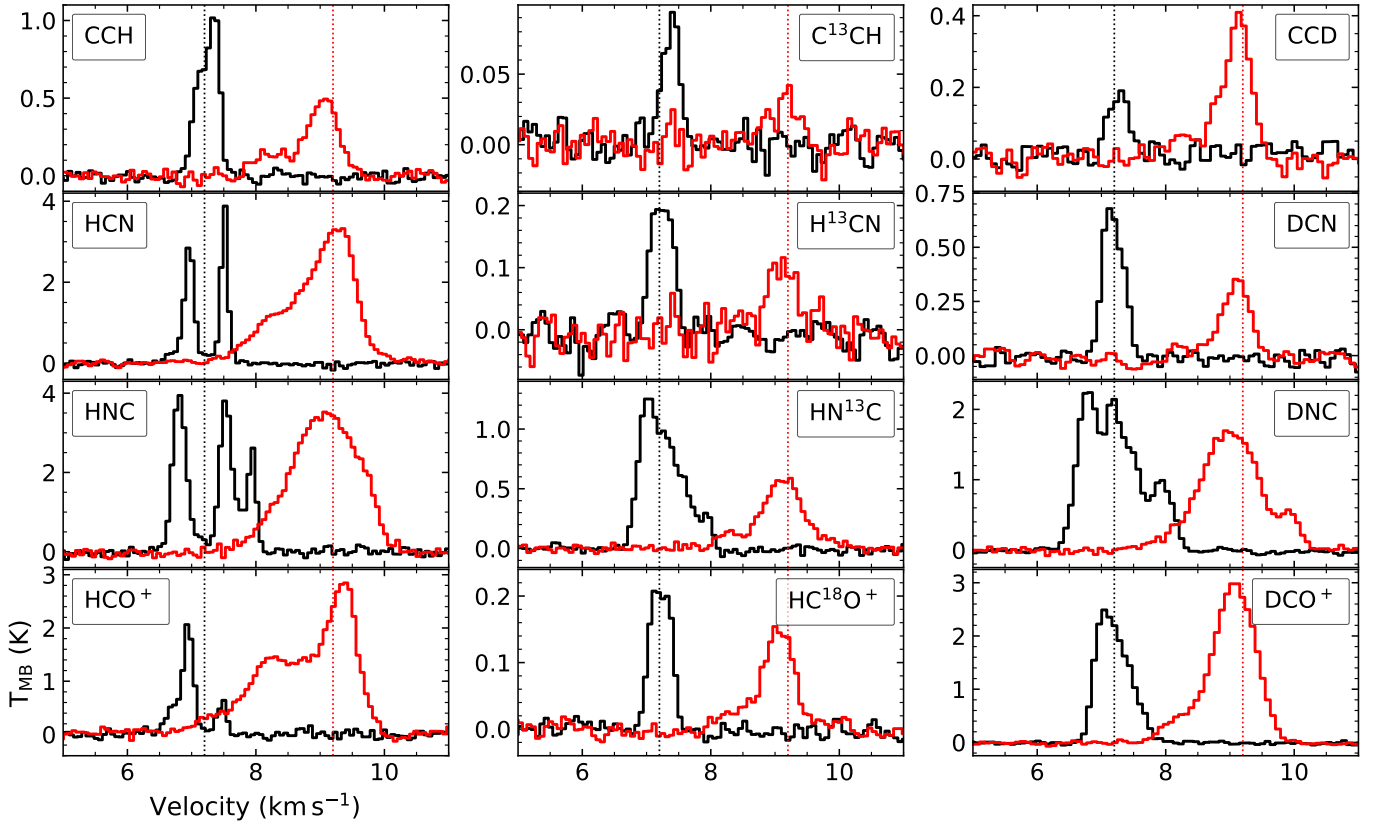 CCH
C¹³CH
CCD
1.0
0.5
0.0
0.05
0.00
0.4
0.2
0.0
HCN
H¹³CN
DCN
4
2
0
0.2
0.1
0.0
0.75
0.50
0.25
0.00
HNC
HN¹³C
DNC
4
2
0
1.0
0.5
0.0
2
1
0
HCO⁺
HC¹⁸O⁺
DCO⁺
3
2
1
0
0.2
0.1
0.0
3
2
1
0
T_MB (K)
6 8 10
6 8 10
6 8 10
Velocity (km s⁻¹)